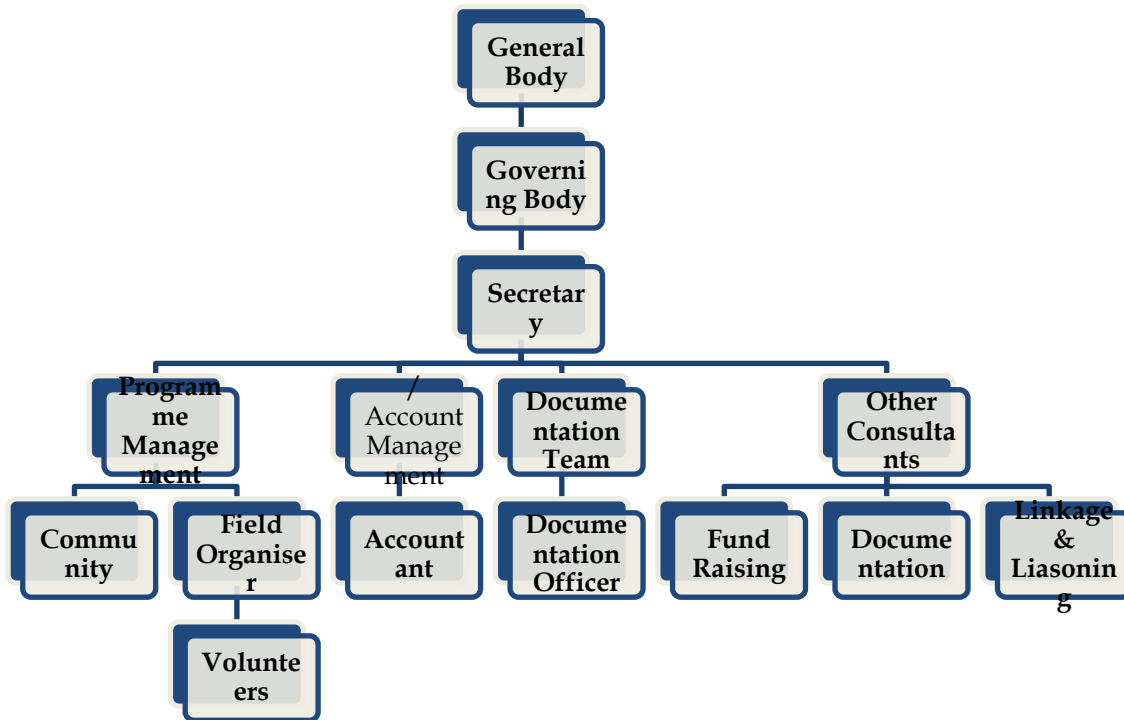 General
Body
Governi
ng Body
Secretar
y
Program
me
Manage
ment
/
Account
Manage
ment
Docume
ntation
Team
Other
Consulta
nts
Commu
nity
Field
Organise
r
Account
ant
Docume
ntation
Officer
Fund
Raising
Docume
ntation
Linkage
&
Liasonin
g
Volunte
ers